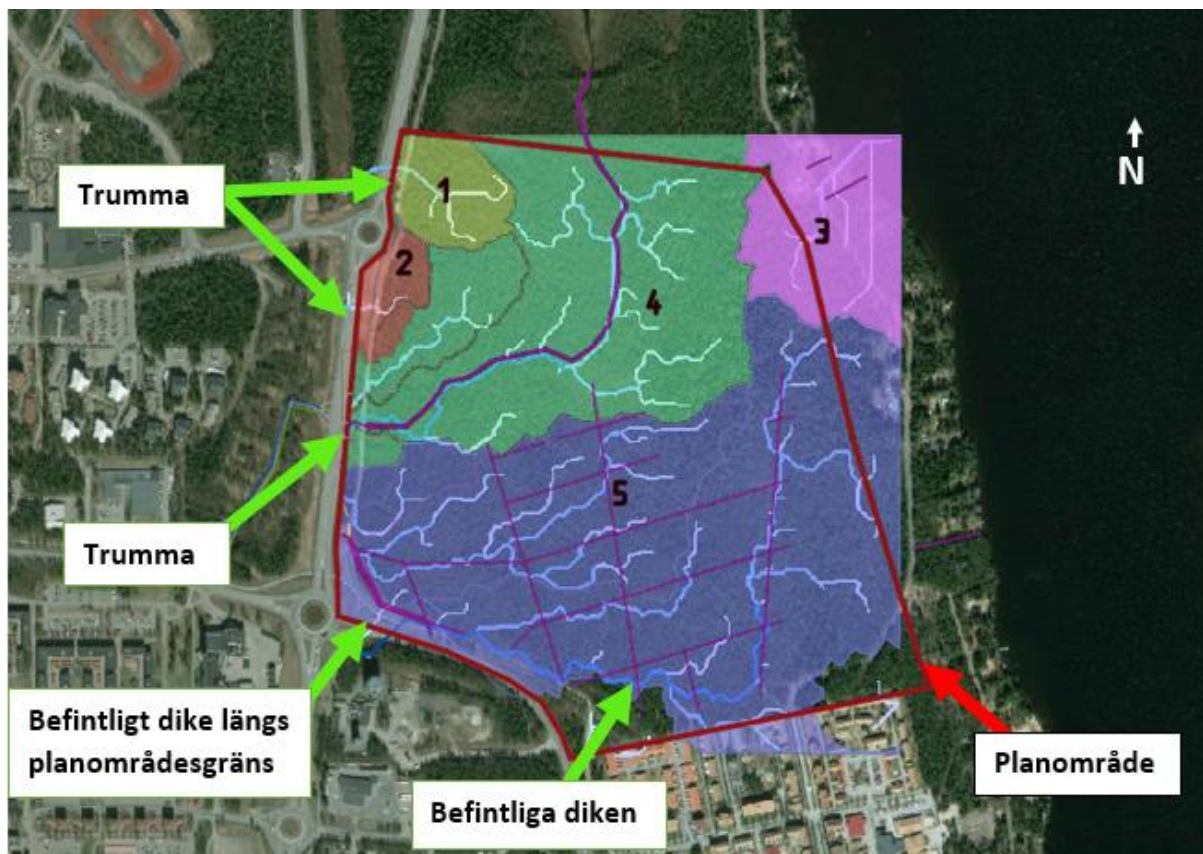 N
Trumma
1
2
3
4
Trumma
5
Befintligt dike längs
planområdesgräns
Befintliga diken
Planområde